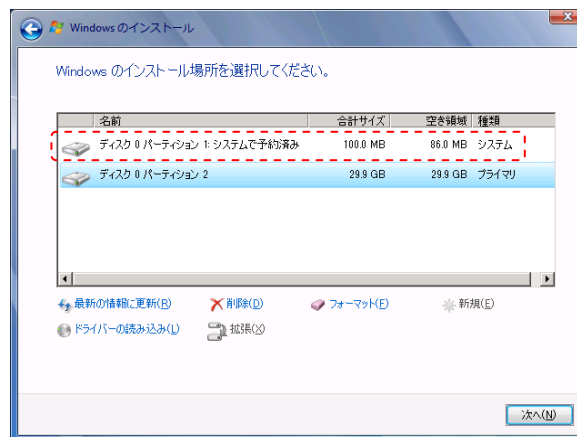 Windows のインストール
Windows のインストール場所を選択してください。
名前 合計サイズ 空き領域 種類
ディスク 0 パーティション 1: システムで予約済み 100.0 MB 86.0 MB システム
ディスク 0 パーティション 2 29.9 GB 29.9 GB プライマリ
最新の情報に更新(R) 削除(D) フォーマット(F) 新規(E)
ドライバーの読み込み(L) 拡張(X)
次へ(N)